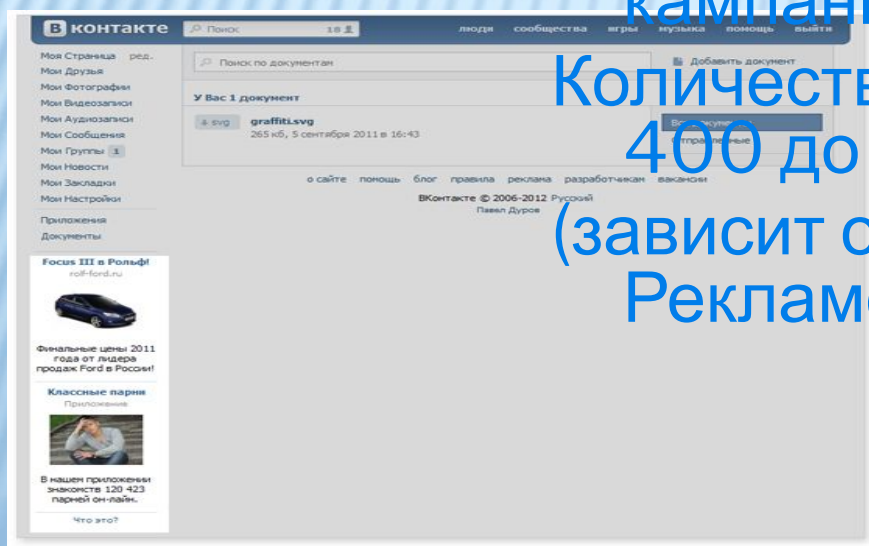 В контакте
Поиск 18
люди сообщества игры музыка помощь выйти
Моя Страница ред.
Мои Друзья
Мои Фотографии
Мои Видеозаписи
Мои Аудиозаписи
Мои Сообщения
Мои Группы 1
Мои Новости
Мои Закладки
Мои Настройки
Приложения
Документы
Focus III в Рольф!
rolf-ford.ru
Финальные цены 2011
года от лидера
продаж Ford в России!
Классные парни
Приложения
В нашем приложении
знакомств 120 423
парней он-лайн.
Что это?
Поиск по документам
Добавить документ
У Вас 1 документ
svg graffiti.svg
265 кб, 5 сентября 2011 в 16:43
о сайте помощь блог правила реклама разработчикам вакансии
ВКонтакте © 2006-2012 Русский
Павел Дуров
400 до
(зависит